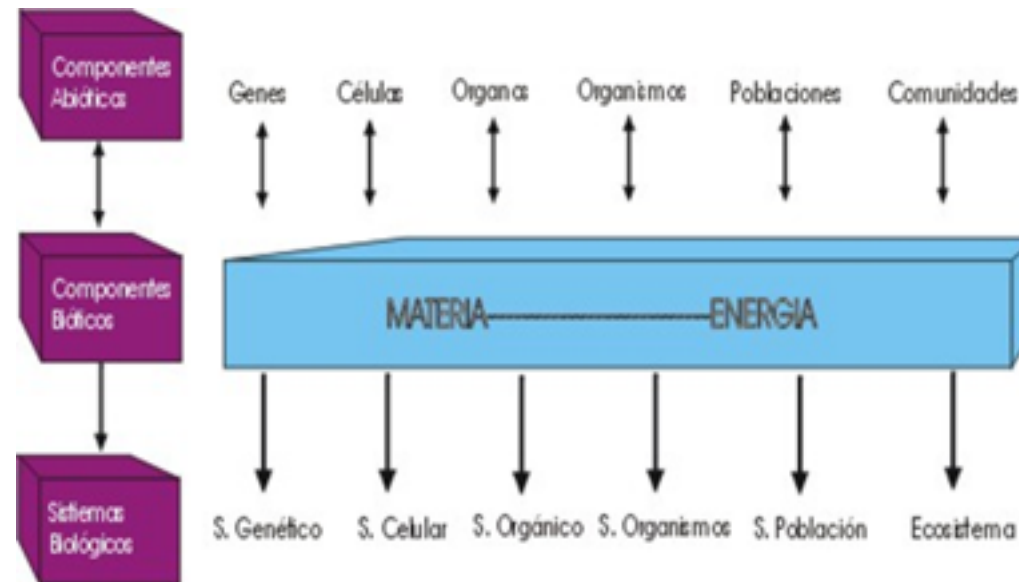 Componentes
Abióticos
Genes Células Organos Organismos Poblaciones Comunidades
Componentes
Bióticos
MATERIA ENERGIA
Sistemas
Biológicos
S. Genético S. Celular S. Orgánico S. Organismos S. Población Ecosistema